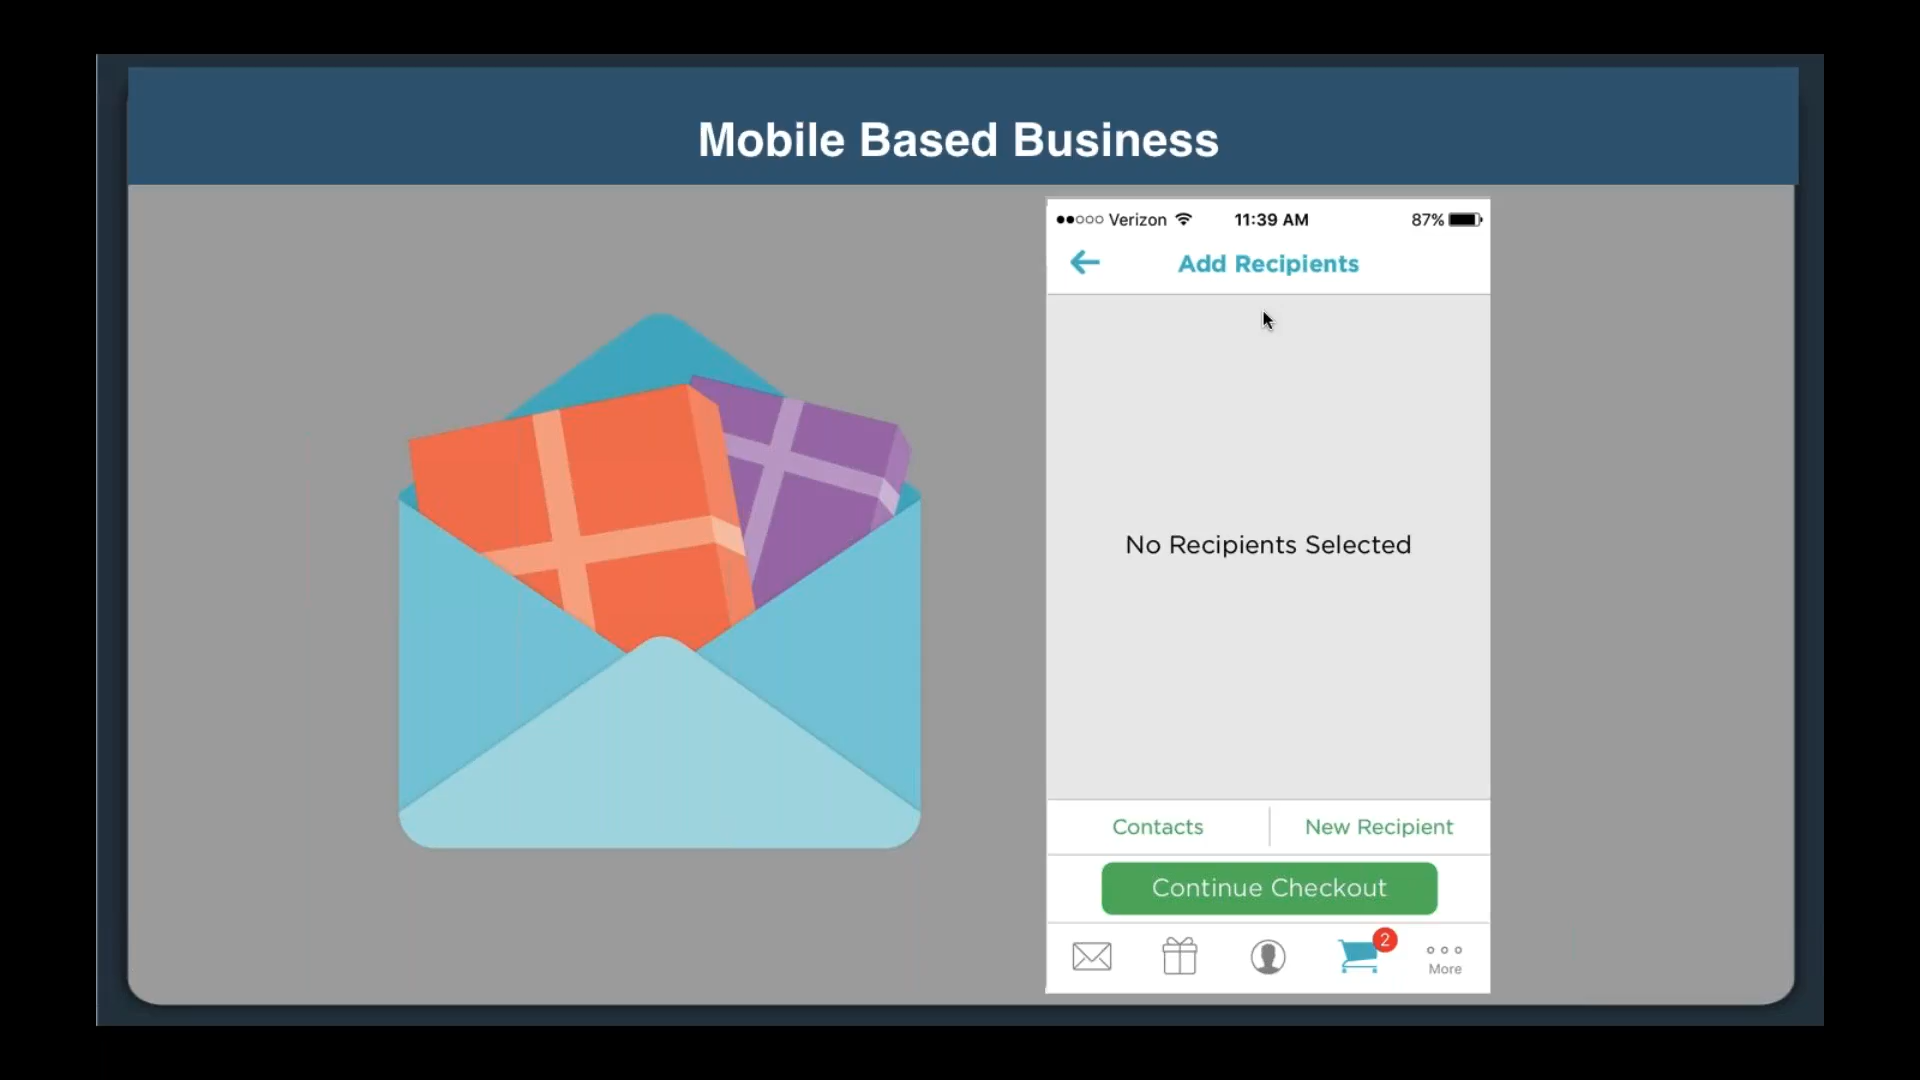 Mobile Based Business
Verizon 11:39 AM 87%
Add Recipients
No Recipients Selected
Contacts New Recipient
Continue Checkout
2
More